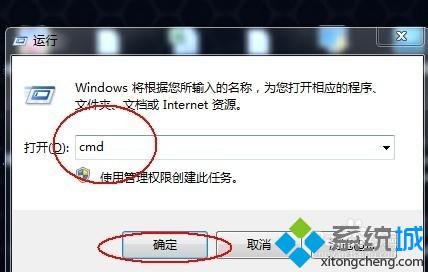 运行
Windows 将根据您所输入的名称，为您打开相应的程序、
文件夹、文档或 Internet 资源。
打开(O): cmd
使用管理权限创建此任务。
确定 取消
系统城
xitongcheng.com